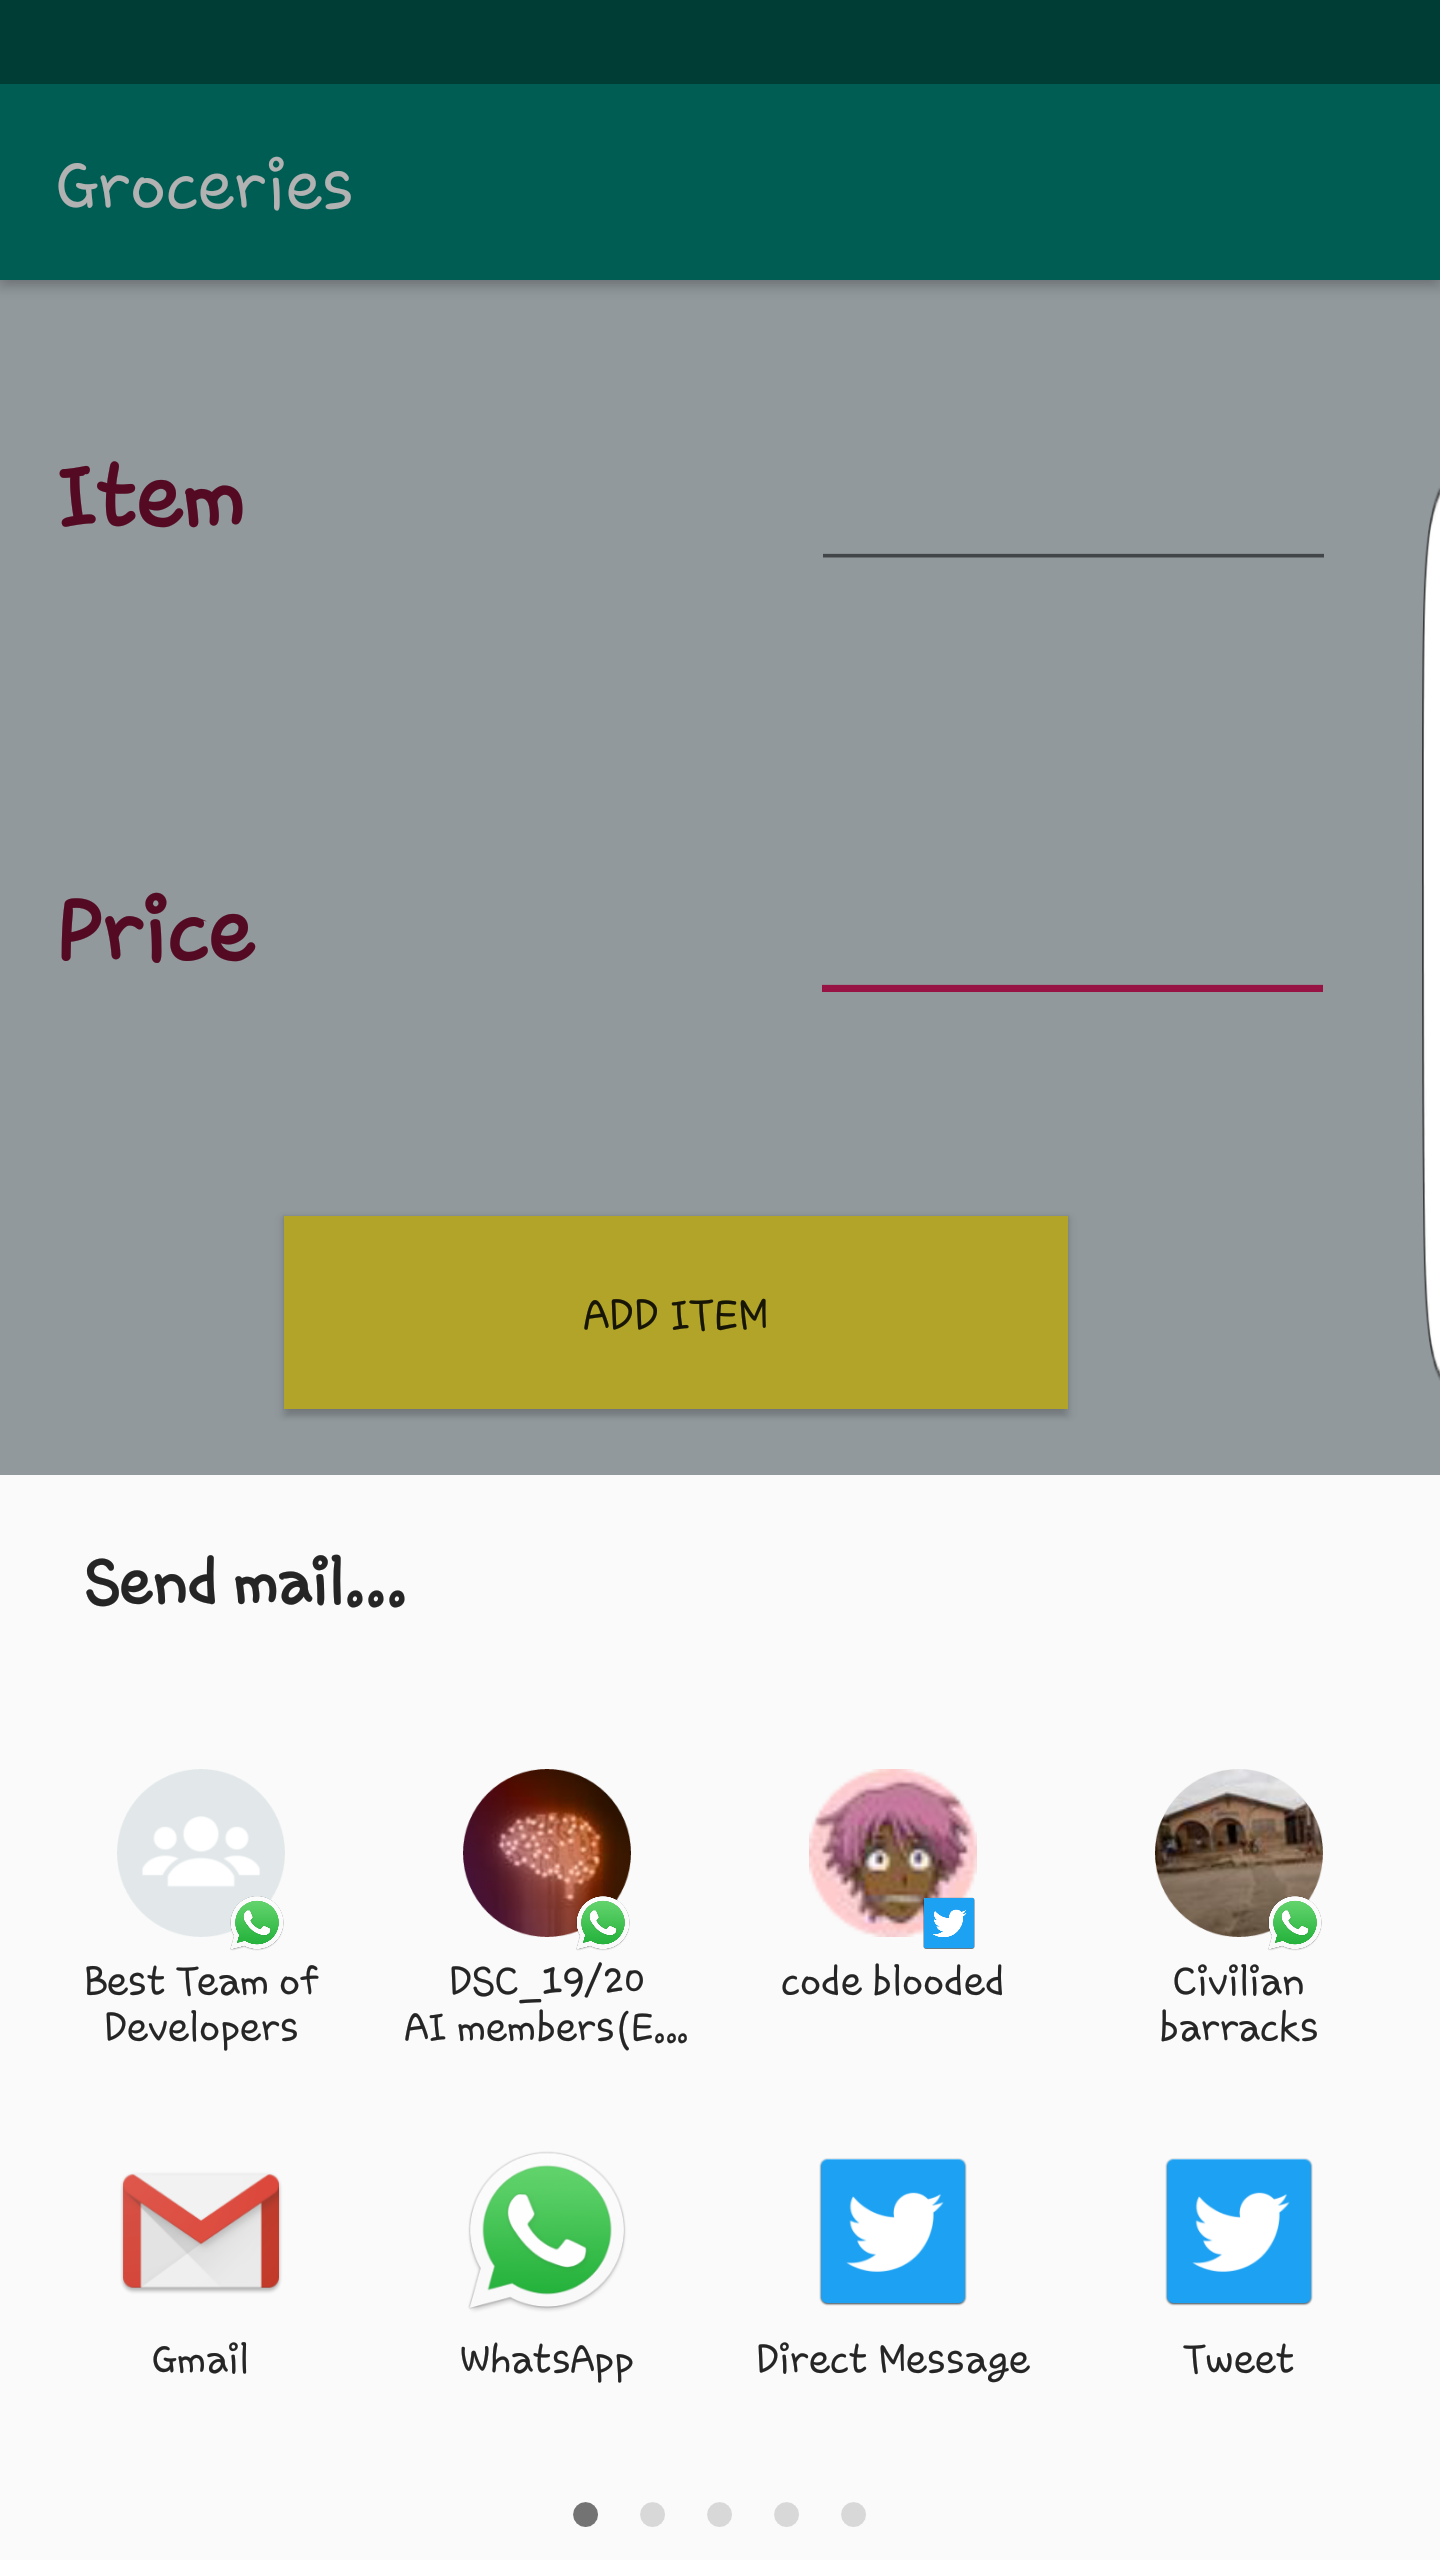 Groceries
Item
Price
ADD ITEM
Send mail...
Best Team of
Developers
DSC_19/20
AI members(E...
code blooded
Civilian
barracks
Gmail
WhatsApp
Direct Message
Tweet